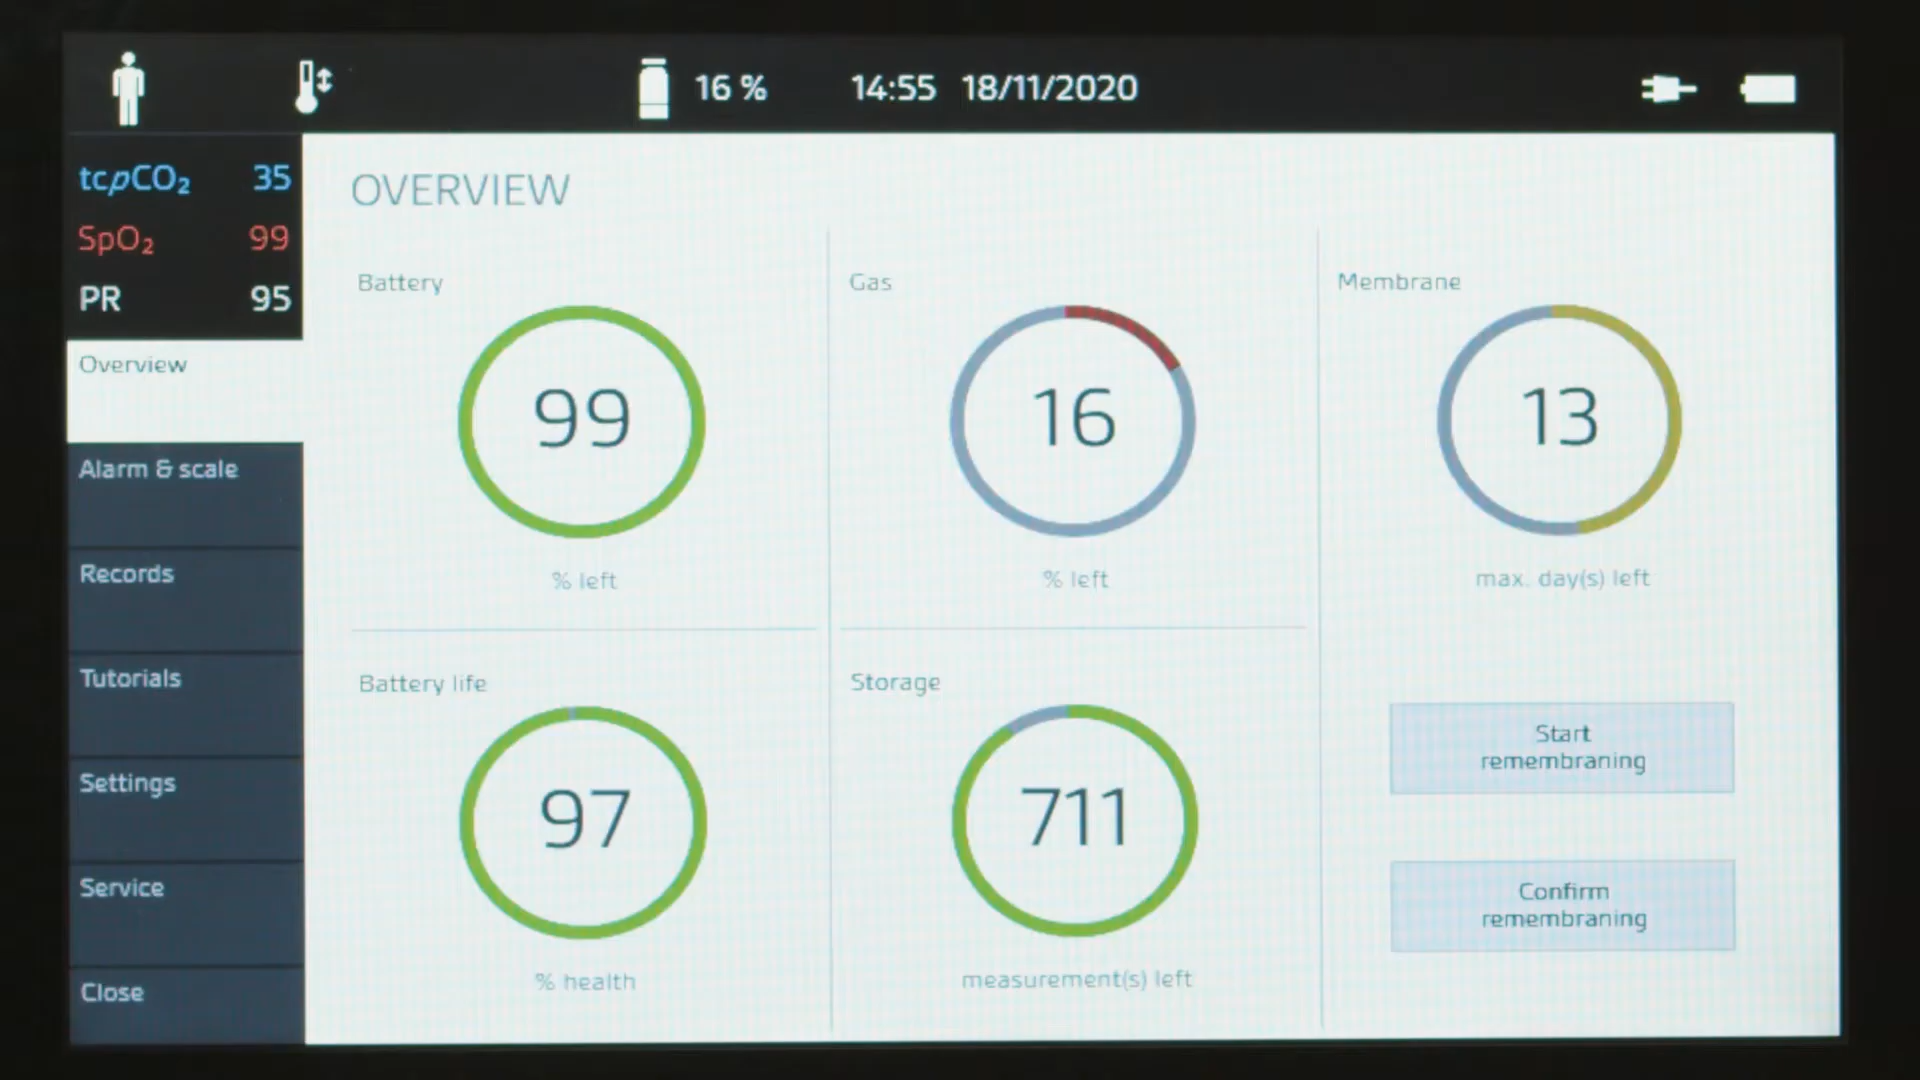 16 % 14:55 18/11/2020
tcpCO₂ 35
SpO₂ 99
PR 95
Overview
Alarm & scale
Records
Tutorials
Settings
Service
Close
OVERVIEW
Battery
99
% left
Gas
16
% left
Membrane
13
max. day(s) left
Battery life
97
% health
Storage
711
measurement(s) left
Start
remembraning
Confirm
remembraning